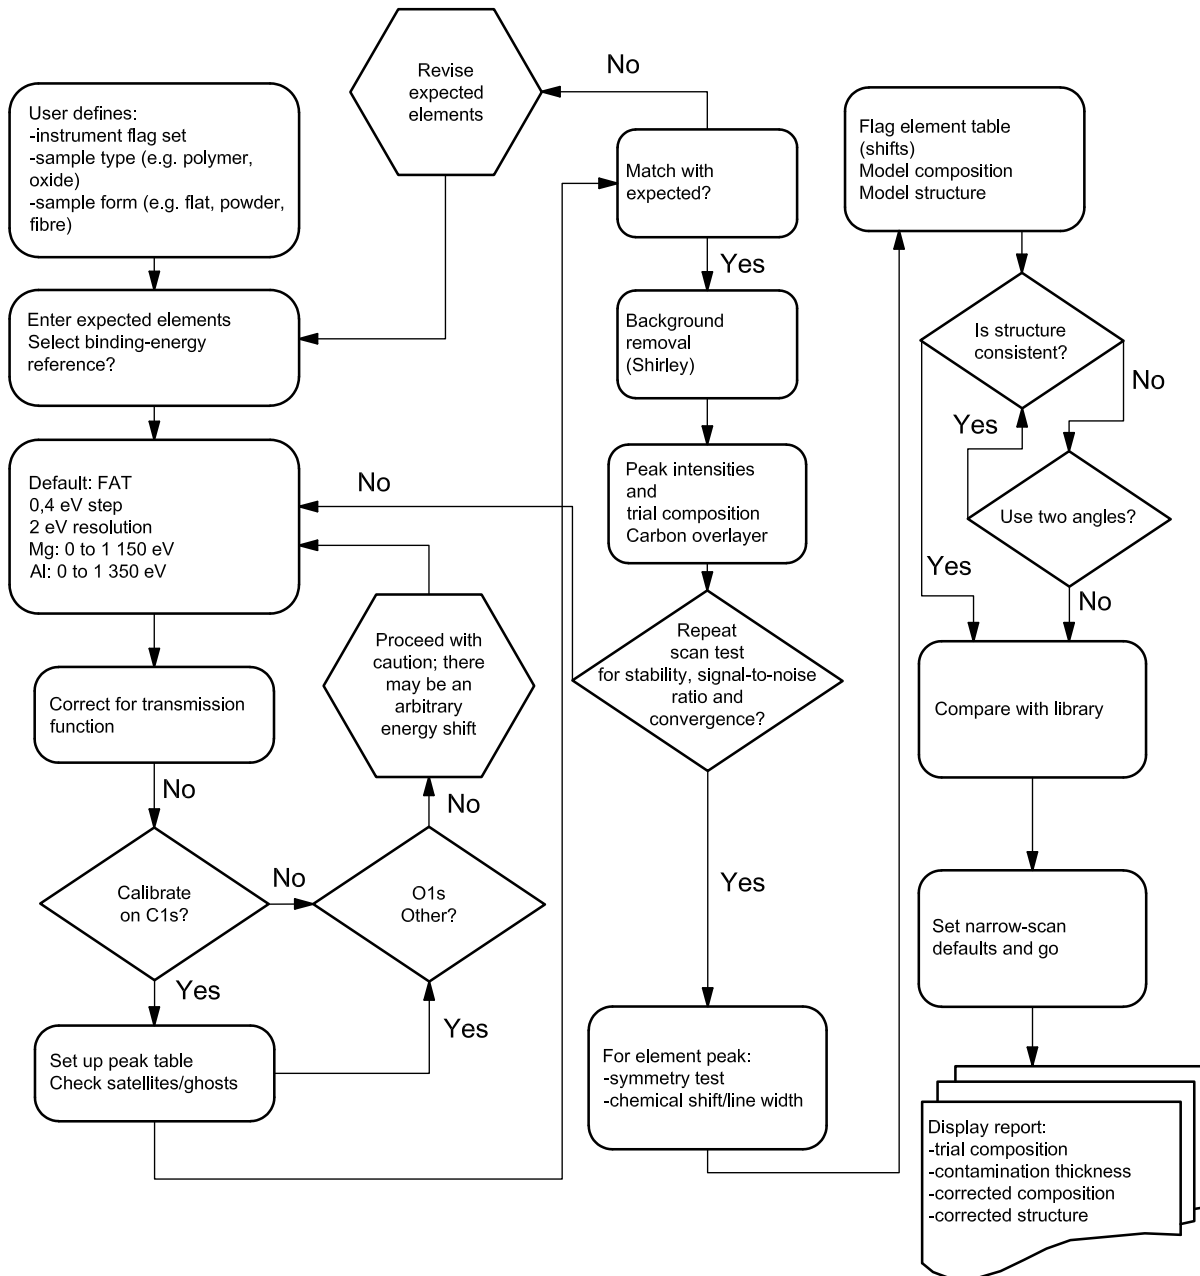 User defines:
-instrument flag set
-sample type (e.g. polymer,
oxide)
-sample form (e.g. flat, powder,
fibre)
Enter expected elements
Select binding-energy
reference?
Default: FAT
0,4 eV step
2 eV resolution
Mg: 0 to 1 150 eV
Al: 0 to 1 350 eV
Correct for transmission
function
No
Calibrate
on C1s?
No
Yes
Set up peak table
Check satellites/ghosts
Yes
O1s
Other?
No
Proceed with
caution; there
may be an
arbitrary
energy shift
Revise
expected
elements
No
Match with
expected?
Yes
Background
removal
(Shirley)
Peak intensities
and
trial composition
Carbon overlayer
No
Repeat
scan test
for stability, signal-to-noise
ratio and
convergence?
Yes
For element peak:
-symmetry test
-chemical shift/line width
Flag element table
(shifts)
Model composition
Model structure
Is structure
consistent?
No
Yes
Use two angles?
Yes
No
Compare with library
Set narrow-scan
defaults and go
Display report:
-trial composition
-contamination thickness
-corrected composition
-corrected structure